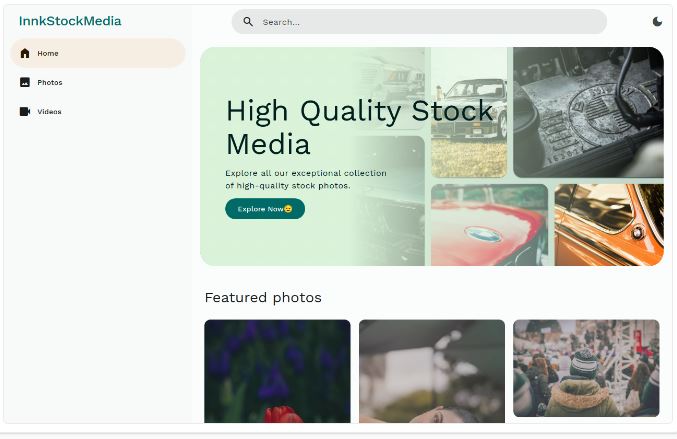 InnkStockMedia
Search...
Home
Photos
Videos
High Quality Stock
Media
Explore all our exceptional collection
of high-quality stock photos.
Explore Now😉
Featured photos